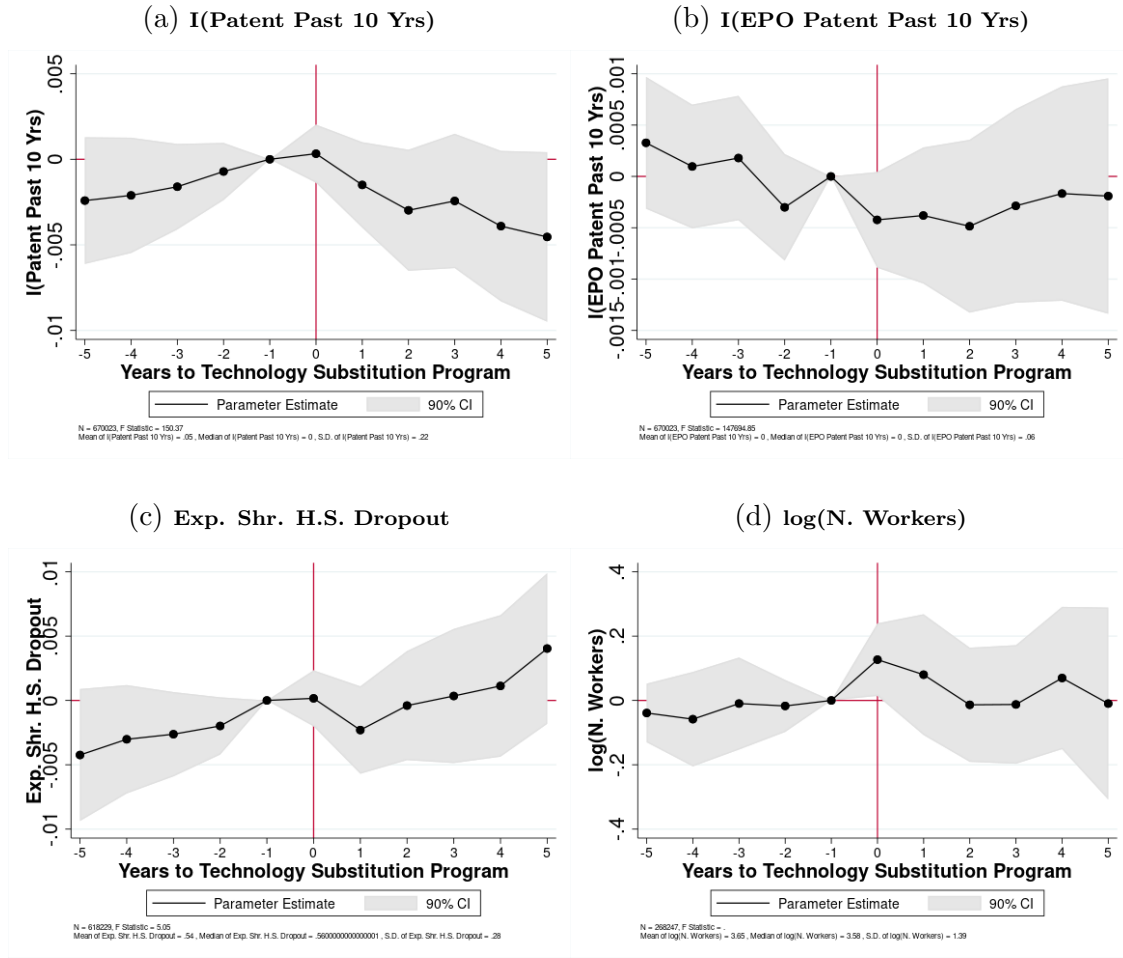 (a) I(Patent Past 10 Yrs)
I(Patent Past 10 Yrs)
.005
0
-.005
-.01
-5 -4 -3 -2 -1 0 1 2 3 4 5
Years to Technology Substitution Program
Parameter Estimate 90% CI
N = 670023, F Statistic = 150.37
Mean of I(Patent Past 10 Yrs) = .05 , Median of I(Patent Past 10 Yrs) = 0 , S.D. of I(Patent Past 10 Yrs) = .22
(b) I(EPO Patent Past 10 Yrs)
I(EPO Patent Past 10 Yrs)
.001
.0005
0
-.0005
-.001
-.0015
-5 -4 -3 -2 -1 0 1 2 3 4 5
Years to Technology Substitution Program
Parameter Estimate 90% CI
N = 670023, F Statistic = 147694.85
Mean of I(EPO Patent Past 10 Yrs) = 0 , Median of I(EPO Patent Past 10 Yrs) = 0 , S.D. of I(EPO Patent Past 10 Yrs) = .06
(c) Exp. Shr. H.S. Dropout
Exp. Shr. H.S. Dropout
.01
.005
0
-.005
-.01
-5 -4 -3 -2 -1 0 1 2 3 4 5
Years to Technology Substitution Program
Parameter Estimate 90% CI
N = 618229, F Statistic = 5.05
Mean of Exp. Shr. H.S. Dropout = .54 , Median of Exp. Shr. H.S. Dropout = .5600000000000001 , S.D. of Exp. Shr. H.S. Dropout = .28
(d) log(N. Workers)
log(N. Workers)
.4
.2
0
-.2
-.4
-5 -4 -3 -2 -1 0 1 2 3 4 5
Years to Technology Substitution Program
Parameter Estimate 90% CI
N = 268247, F Statistic = .
Mean of log(N. Workers) = 3.65 , Median of log(N. Workers) = 3.58 , S.D. of log(N. Workers) = 1.39